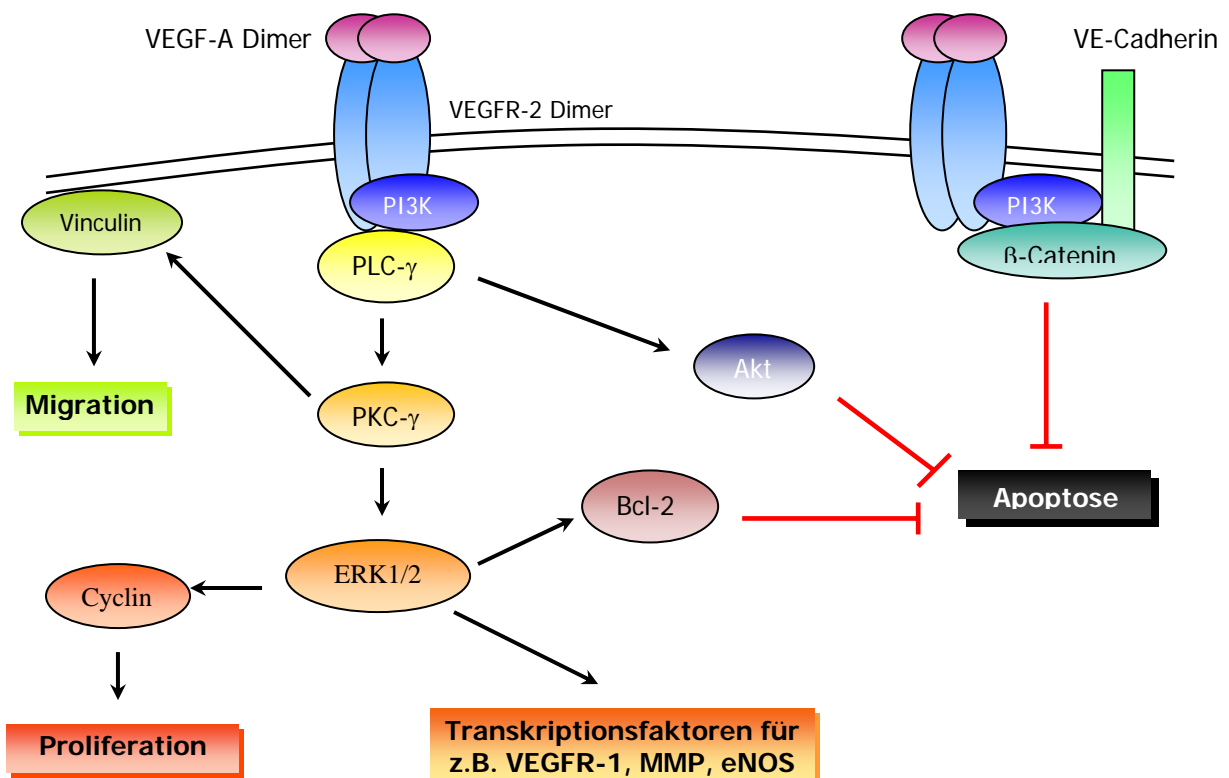 VEGF-A Dimer
VE-Cadherin
VEGFR-2 Dimer
PI3K
PI3K
Vinculin
PLC-γ
ß-Catenin
Akt
Migration
PKC-γ
Apoptose
Bcl-2
ERK1/2
Cyclin
Proliferation
Transkriptionsfaktoren für
z.B. VEGFR-1, MMP, eNOS